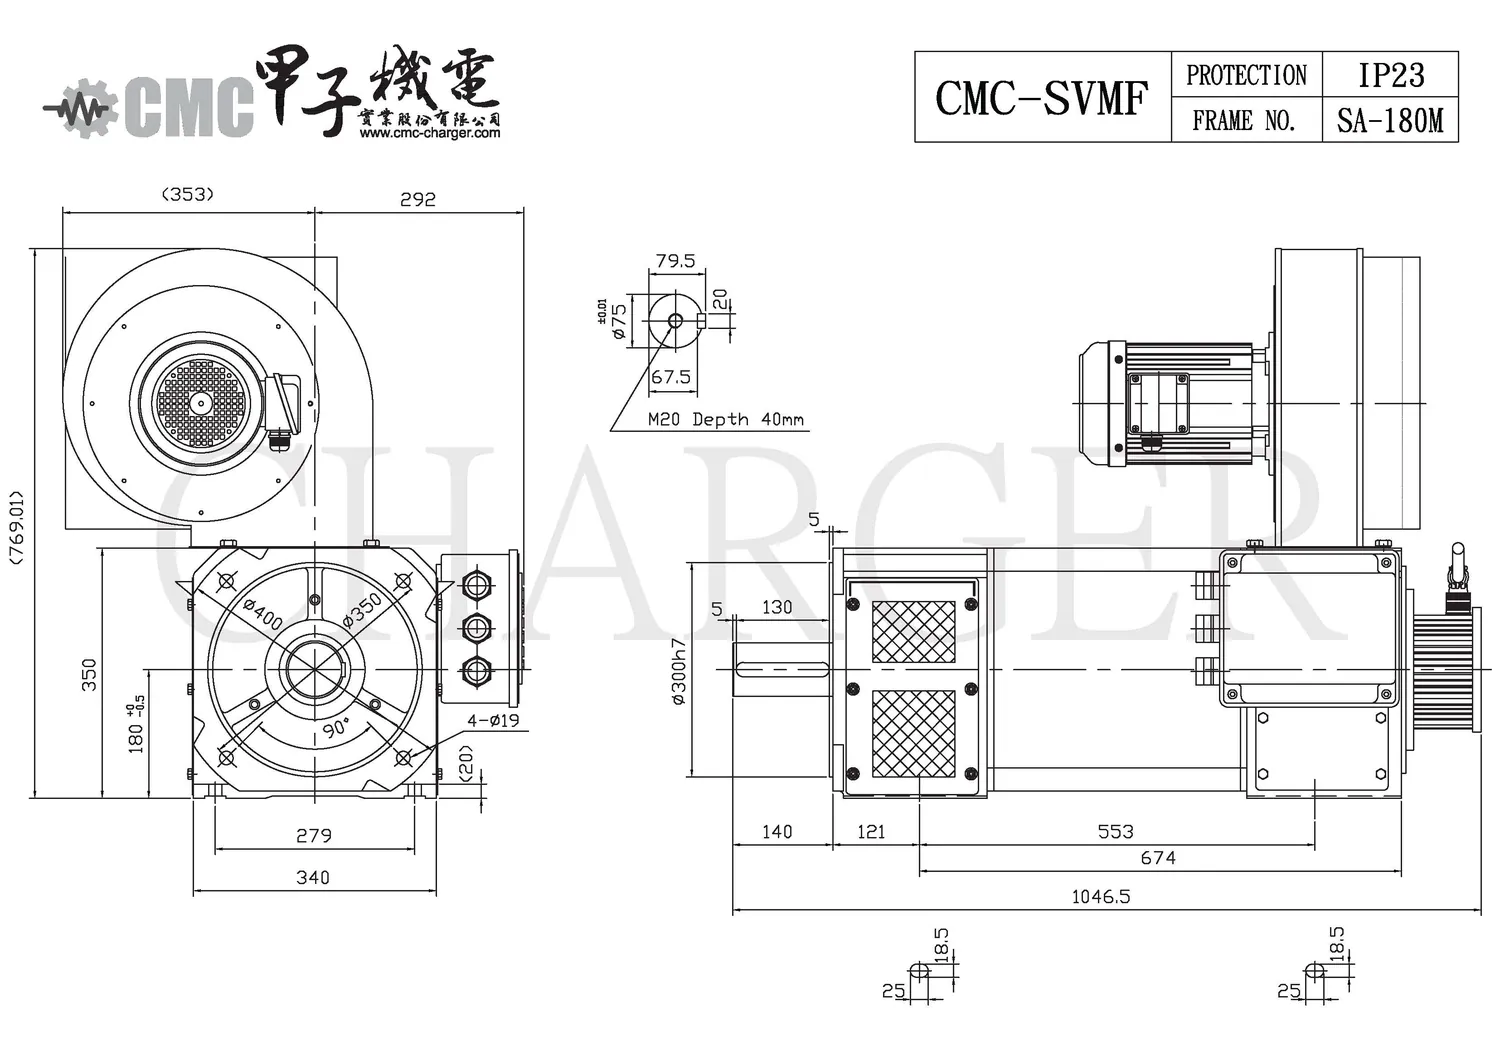 CMC 甲子機電
實業股份有限公司
www.cmc-charger.com
CMC-SVMF
PROTECTION
IP23
FRAME NO.
SA-180M
(353)
292
79.5
20
ø75 ±0.01
67.5
M20 Depth 40mm
CHARGER
(769.01)
350
180 +0 -0.5
ø400
ø350
90°
4-ø19
(20)
279
340
5
5
130
ø300h7
140
121
553
674
1046.5
18.5
25
18.5
25